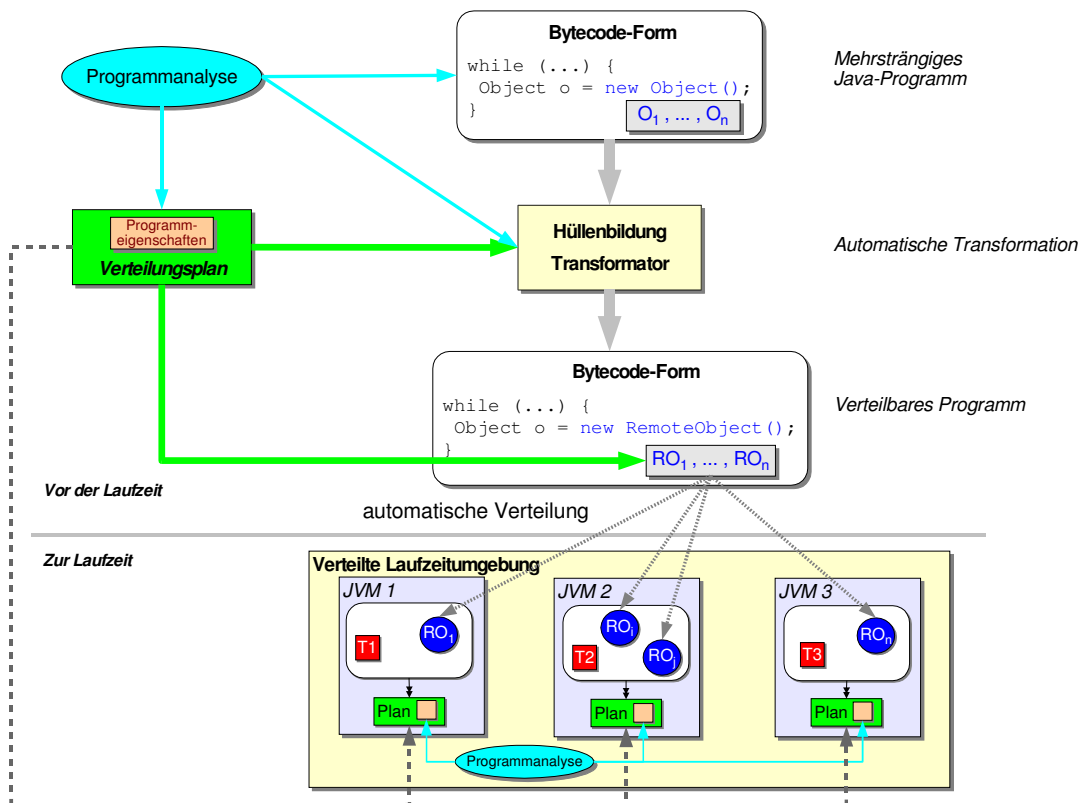 Bytecode-Form
while (...) {
Object o = new Object();
}
O1 , ... , On
Mehrsträngiges
Java-Programm
Programmanalyse
Programm-
eigenschaften
Verteilungsplan
Hüllenbildung
Transformator
Automatische Transformation
Bytecode-Form
while (...) {
Object o = new RemoteObject();
}
RO1 , ... , ROn
Verteilbares Programm
Vor der Laufzeit
automatische Verteilung
Zur Laufzeit
Verteilte Laufzeitumgebung
JVM 1
RO1
T1
Plan
JVM 2
ROi
T2
ROj
Plan
JVM 3
ROn
T3
Plan
Programmanalyse